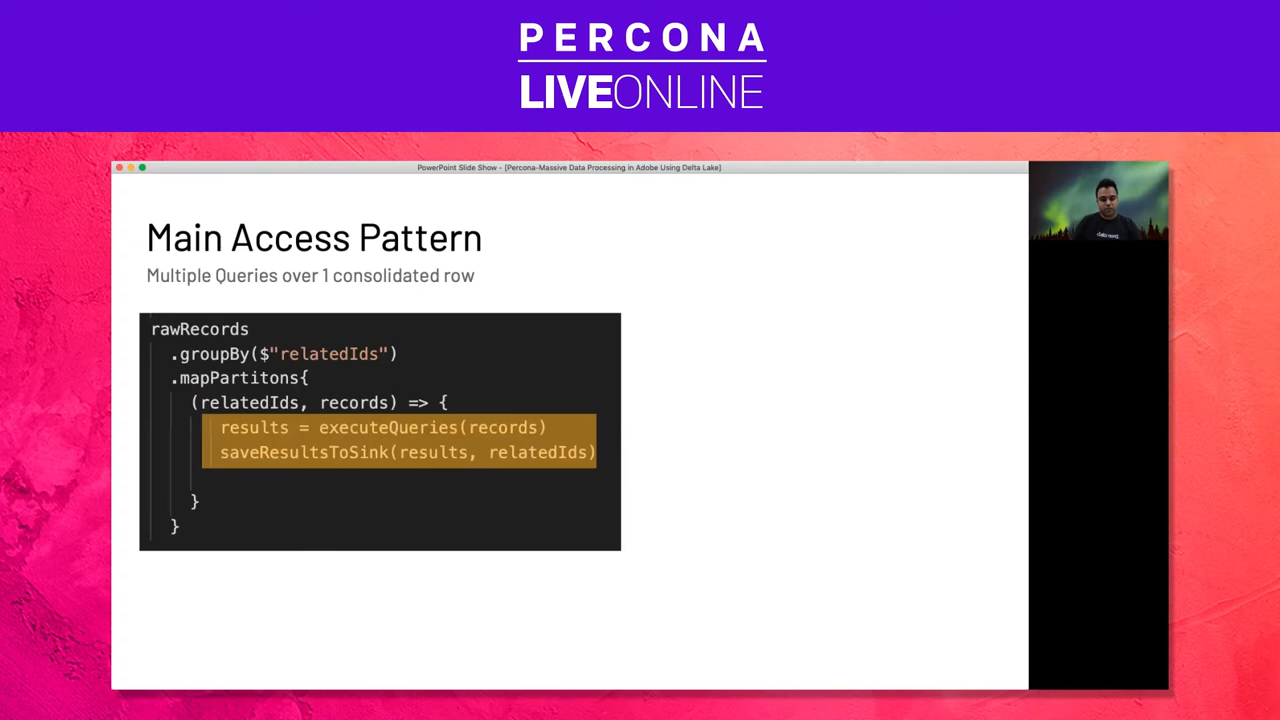 PERCONA
LIVEONLINE
PowerPoint Slide Show - [Percona-Massive Data Processing in Adobe Using Delta Lake]
Main Access Pattern
Multiple Queries over 1 consolidated row
rawRecords
.groupBy($"relatedIds")
.mapPartitons{
(relatedIds, records) => {
results = executeQueries(records)
saveResultsToSink(results, relatedIds)
}
}